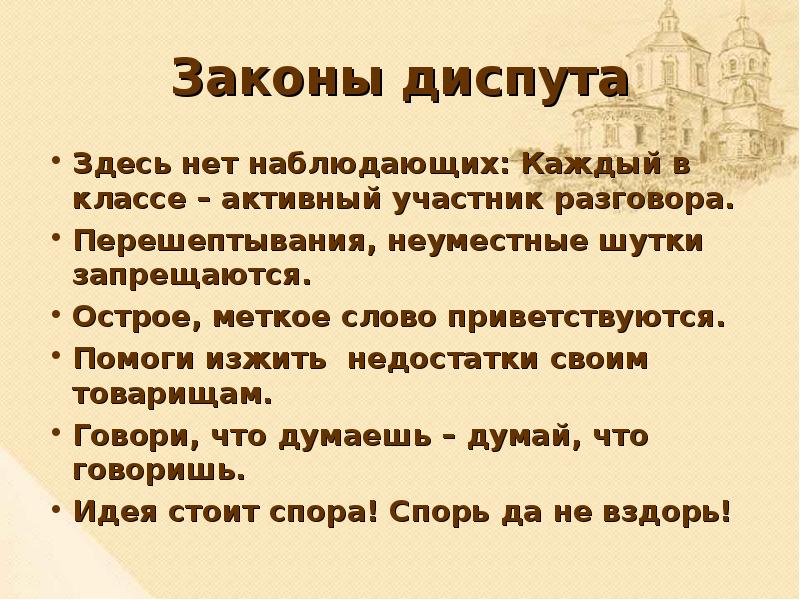 Законы диспута
• Здесь нет наблюдающих: Каждый в
классе – активный участник разговора.
• Перешептывания, неуместные шутки
запрещаются.
• Острое, меткое слово приветствуются.
• Помоги изжить  недостатки своим
товарищам.
• Говори, что думаешь – думай, что
говоришь.
• Идея стоит спора! Спорь да не вздорь!